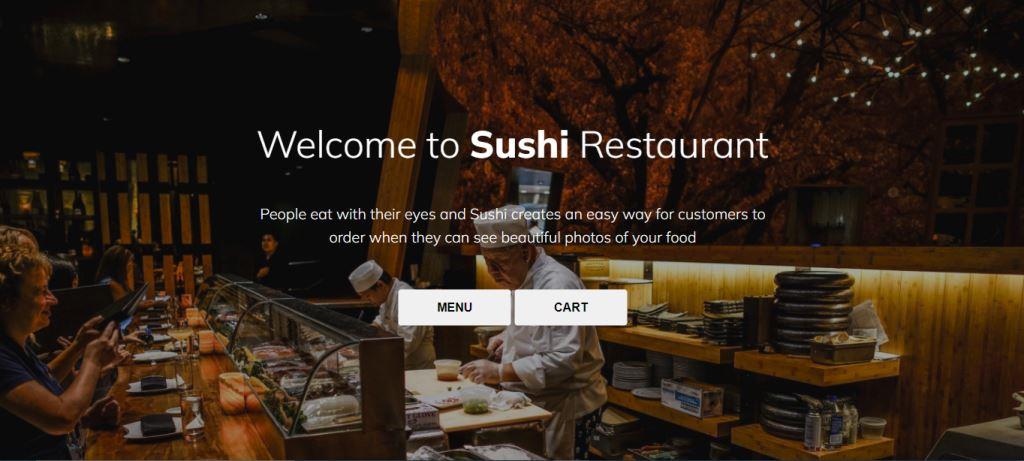 Welcome to Sushi Restaurant
People eat with their eyes and Sushi creates an easy way for customers to
order when they can see beautiful photos of your food
MENU
CART